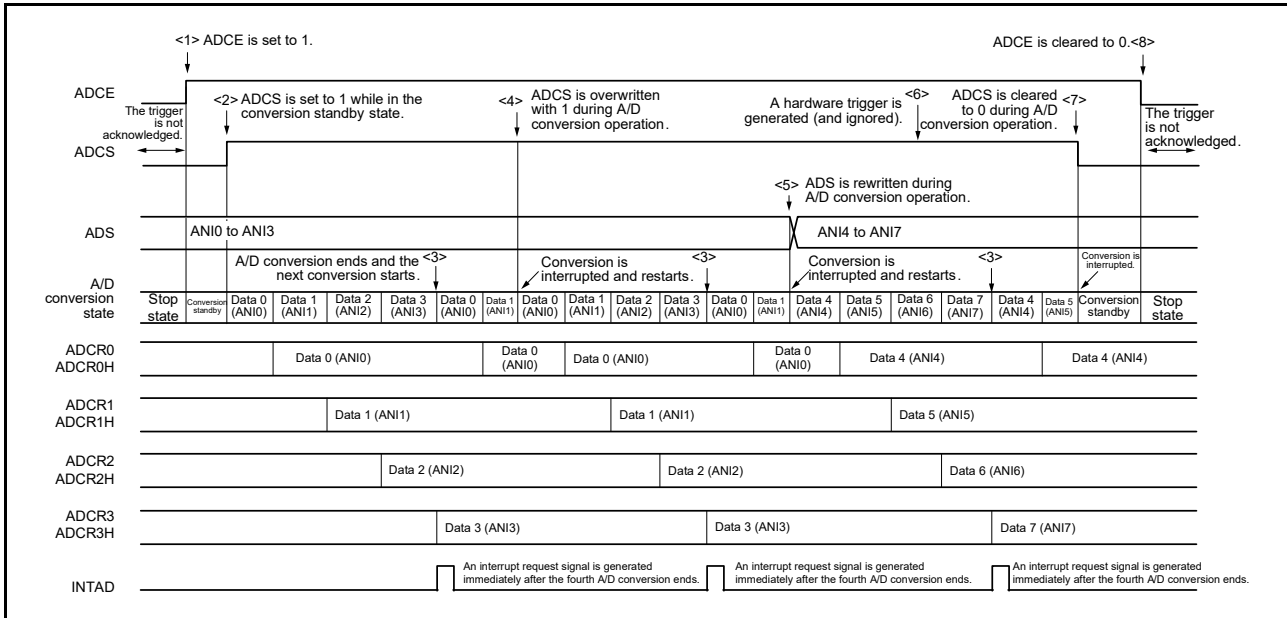 <1> ADCE is set to 1.
ADCE is cleared to 0.<8>
ADCE
The trigger
is not
acknowledged.
<2> ADCS is set to 1 while in the
conversion standby state.
<4> ADCS is overwritten
with 1 during A/D
conversion operation.
A hardware trigger is
generated (and ignored).
<6>
ADCS is cleared
to 0 during A/D
conversion operation.
<7>
The trigger
is not
acknowledged.
ADCS
<5> ADS is rewritten during
A/D conversion operation.
ADS
ANI0 to ANI3
ANI4 to ANI7
A/D conversion ends and the
next conversion starts.
<3>
Conversion is
interrupted and restarts.
<3>
Conversion is
interrupted and restarts.
<3>
Conversion is
interrupted.
A/D
conversion
state
Stop
state
Conversion
standby
Data 0
(ANI0)
Data 1
(ANI1)
Data 2
(ANI2)
Data 3
(ANI3)
Data 0
(ANI0)
Data 1
(ANI1)
Data 0
(ANI0)
Data 1
(ANI1)
Data 2
(ANI2)
Data 3
(ANI3)
Data 0
(ANI0)
Data 1
(ANI1)
Data 4
(ANI4)
Data 5
(ANI5)
Data 6
(ANI6)
Data 7
(ANI7)
Data 4
(ANI4)
Data 5
(ANI5)
Conversion
standby
Stop
state
ADCR0
ADCR0H
Data 0 (ANI0)
Data 0
(ANI0)
Data 0 (ANI0)
Data 0
(ANI0)
Data 4 (ANI4)
Data 4 (ANI4)
ADCR1
ADCR1H
Data 1 (ANI1)
Data 1 (ANI1)
Data 5 (ANI5)
ADCR2
ADCR2H
Data 2 (ANI2)
Data 2 (ANI2)
Data 6 (ANI6)
ADCR3
ADCR3H
Data 3 (ANI3)
Data 3 (ANI3)
Data 7 (ANI7)
INTAD
An interrupt request signal is generated
immediately after the fourth A/D conversion ends.
An interrupt request signal is generated
immediately after the fourth A/D conversion ends.
An interrupt request signal is generated
immediately after the fourth A/D conversion ends.